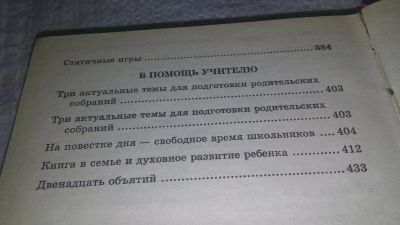 Статичные игры ........................ 384
В ПОМОЩЬ УЧИТЕЛЮ
Три актуальные темы для подготовки родительских
собраний ........................ 403
Три актуальные темы для подготовки родительских
собраний ........................ 403
На повестке дня — свободное время школьников .... 404
Книга в семье и духовное развитие ребенка ........ 412
Двенадцать объятий ........................ 433